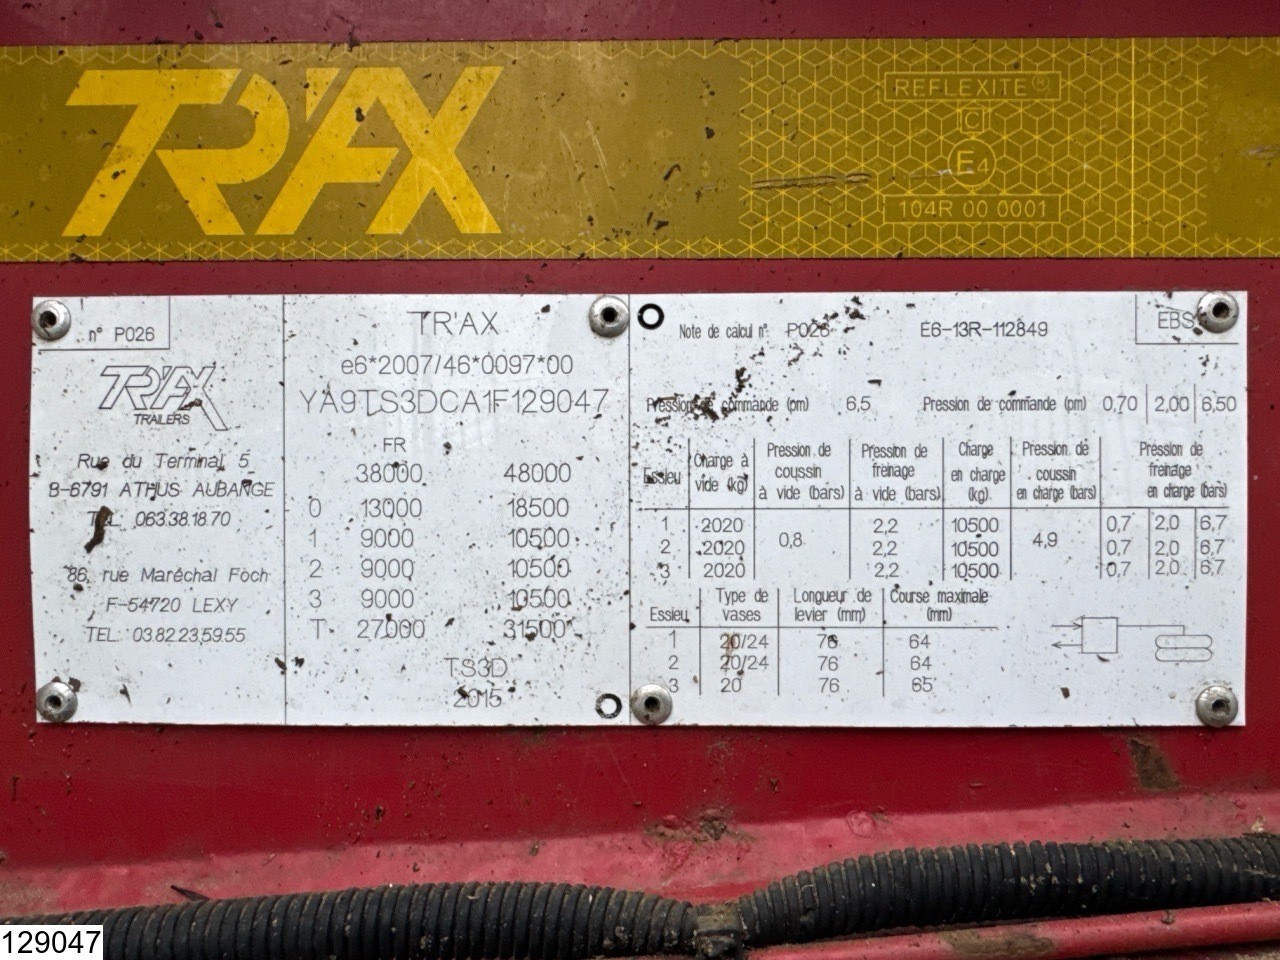 TR'AX
REFLEXITE®
C
E4
104R 00 0001
n° P026
TR'AX
TRAILERS
Rue du Terminal 5
B-6791 ATHUS AUBANGE
TEL: 063.38.18.70
86, rue Maréchal Foch
F-54720 LEXY
TEL: 03.82.23.59.55
TR'AX
e6*2007/46*0097*00
YA9TS3DCA1F129047
FR
38000 48000
0 13000 18500
1 9000 10500
2 9000 10500
3 9000 10500
T 27000 31500
TS3D
2015
Note de calcul n° P026 E6-13R-112849 EBS
Pression de commande (pm) 6,5 Pression de commande (pm) 0,70 2,00 6,50
Essieu Charge à vide (kg) Pression de coussin à vide (bars) Pression de freinage à vide (bars) Charge en charge (kg). Pression de coussin en charge (bars) Pression de freinage en charge (bars)
1 2020 0,8 2,2 10500 4,9 0,7 2,0 6,7
2 2020 2,2 10500 0,7 2,0 6,7
3 2020 2,2 10500 0,7 2,0 6,7
Essieu Type de vases Longueur de levier (mm) Course maximale (mm)
1 20/24 76 64
2 20/24 76 64
3 20 76 65
129047